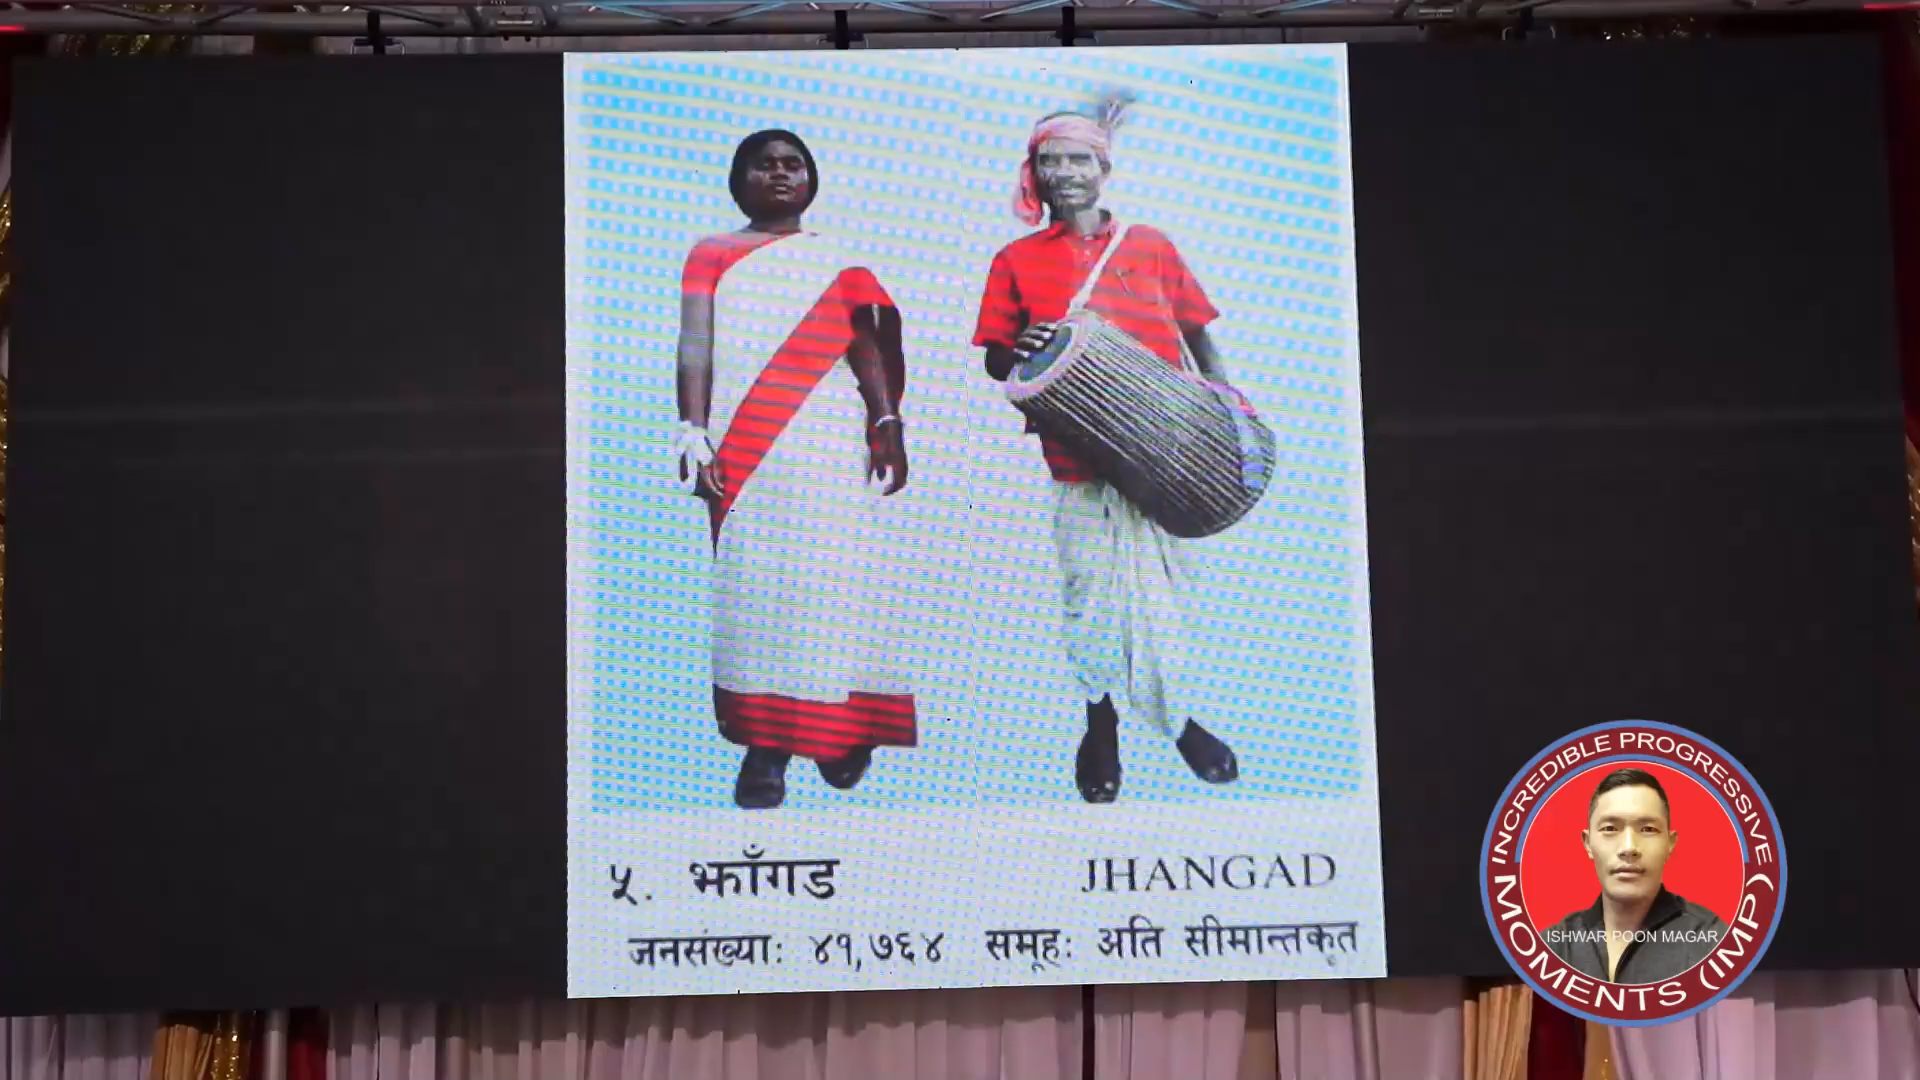 ५. झाँगड JHANGAD
जनसंख्या: ४१,७६४ समूह: अति सीमान्तकृत
INCREDIBLE PROGRESSIVE
MOMENTS (IMP)
ISHWAR POON MAGAR